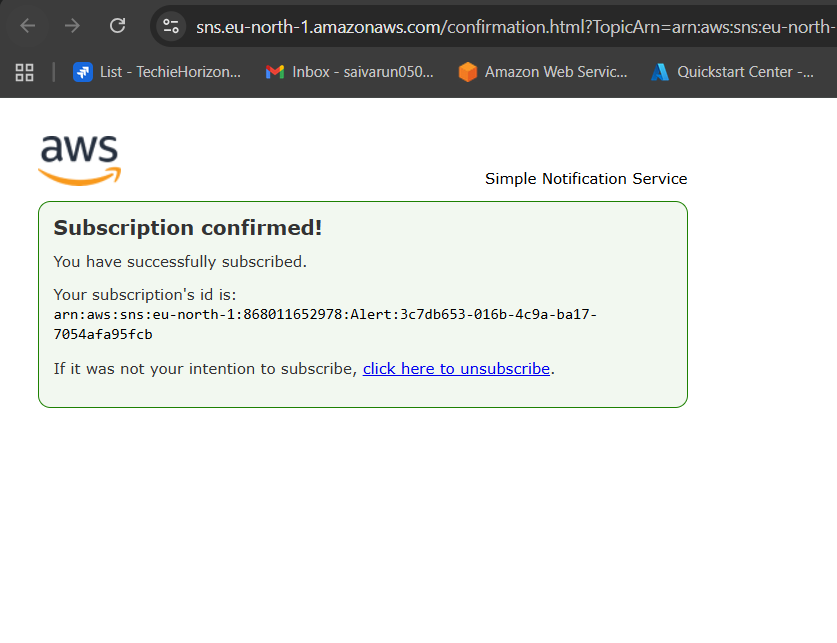 sns.eu-north-1.amazonaws.com/confirmation.html?TopicArn=arn:aws:sns:eu-north-
List - TechieHorizon... Inbox - saivarun050... Amazon Web Servic... Quickstart Center -...
aws
Simple Notification Service
Subscription confirmed!
You have successfully subscribed.
Your subscription's id is:
arn:aws:sns:eu-north-1:868011652978:Alert:3c7db653-016b-4c9a-ba17-
7054afa95fcb
If it was not your intention to subscribe, click here to unsubscribe.